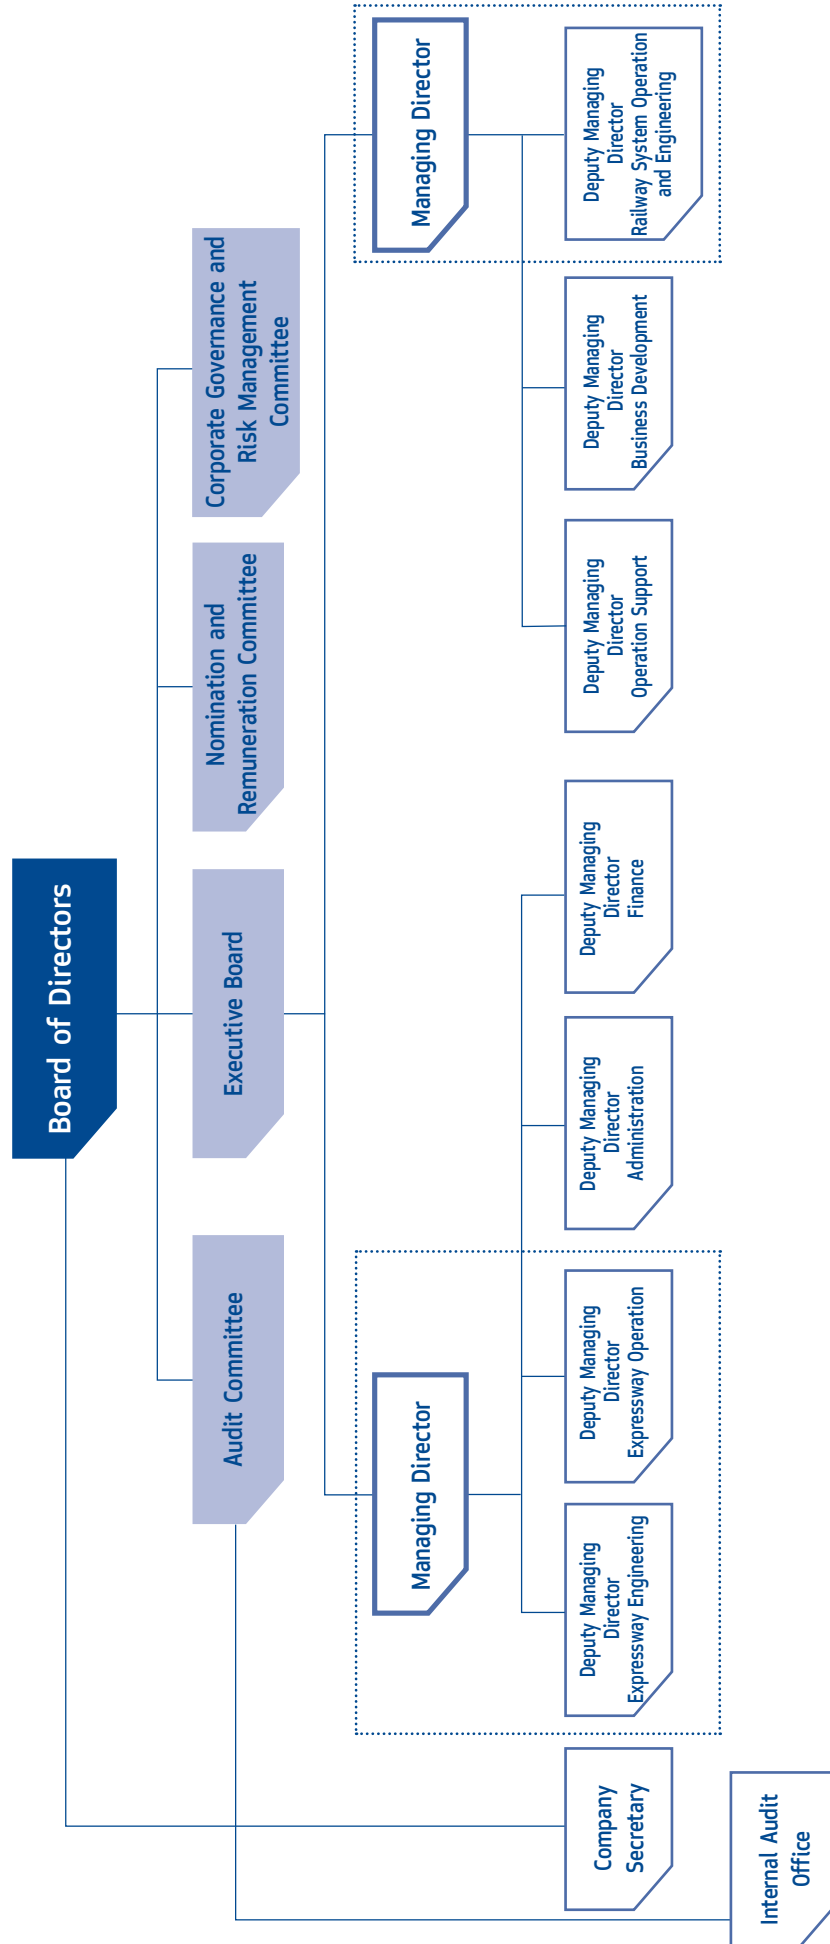 Board of Directors
Audit Committee
Executive Board
Nomination and
Remuneration Committee
Corporate Governance and
Risk Management
Committee
Managing Director
Managing Director
Company
Secretary
Deputy Managing
Director
Expressway Engineering
Deputy Managing
Director
Expressway Operation
Deputy Managing
Director
Administration
Deputy Managing
Director
Finance
Deputy Managing
Director
Operation Support
Deputy Managing
Director
Business Development
Deputy Managing
Director
Railway System Operation
and Engineering
Internal Audit
Office